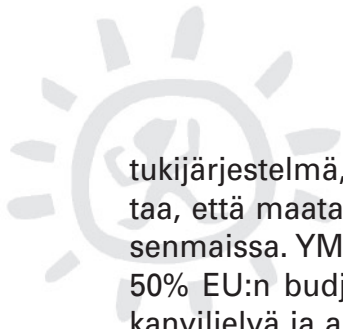 tukijärjestelmä,
taa, että maata
senmaissa. YM
50% EU:n budj
kanviljelyä ja a